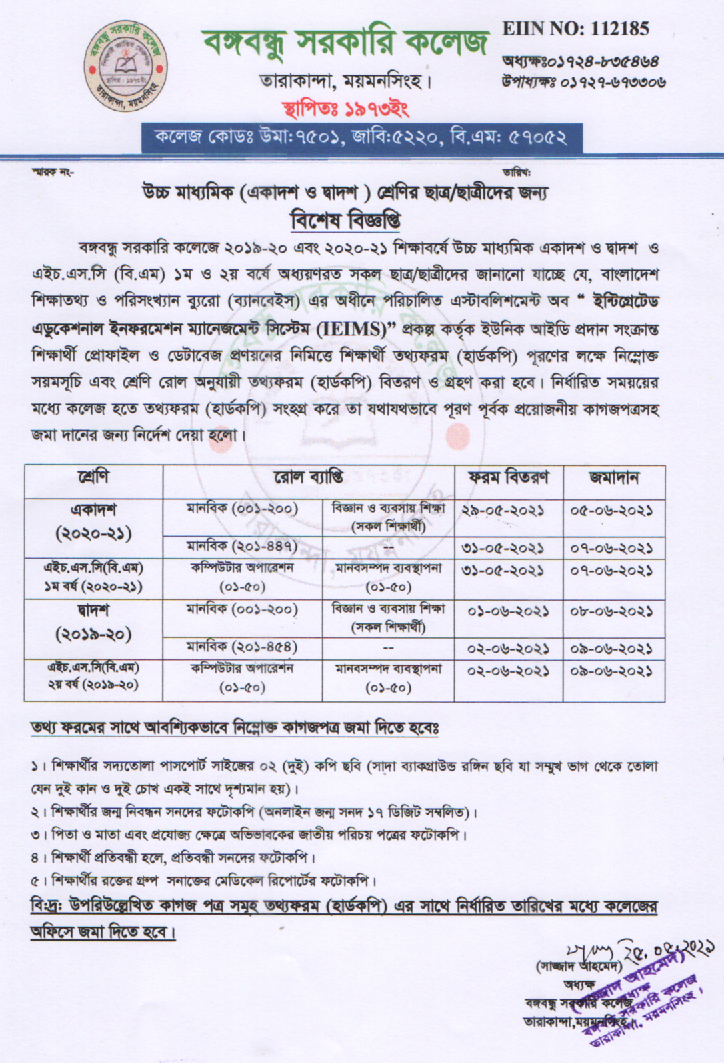 বঙ্গবন্ধু সরকারি কলেজ
তারাকান্দা, ময়মনসিংহ।
স্থাপিতঃ ১৯৭৩ইং
EIIN NO: 112185
অধ্যক্ষঃ০১৭২৪-৮৩৫৪৬৪
উপাধ্যক্ষঃ ০১৭২৭-৬৭৩৩০৬
কলেজ কোডঃ উমা:৭৫০১, জাবি:৫২২০, বি.এম: ৫৭০৫২
স্মারক নং-
তারিখ:
উচ্চ মাধ্যমিক (একাদশ ও দ্বাদশ ) শ্রেণির ছাত্র/ছাত্রীদের জন্য
বিশেষ বিজ্ঞপ্তি
বঙ্গবন্ধু সরকারি কলেজে ২০১৯-২০ এবং ২০২০-২১ শিক্ষাবর্ষে উচ্চ মাধ্যমিক একাদশ ও দ্বাদশ ও
এইচ.এস.সি (বি.এম) ১ম ও ২য় বর্ষে অধ্যয়ণরত সকল ছাত্র/ছাত্রীদের জানানো যাচ্ছে যে, বাংলাদেশ
শিক্ষাতথ্য ও পরিসংখ্যান ব্যুরো (ব্যানবেইস) এর অধীনে পরিচালিত এস্টাবলিশমেন্ট অব “ ইন্টিগ্রেটেড
এডুকেশনাল ইনফরমেশন ম্যানেজমেন্ট সিস্টেম (IEIMS)” প্রকল্প কর্তৃক ইউনিক আইডি প্রদান সংক্রান্ত
শিক্ষার্থী প্রোফাইল ও ডেটাবেজ প্রণয়নের নিমিত্তে শিক্ষার্থী তথ্যফরম (হার্ডকপি) পূরণের লক্ষে নিম্নোক্ত
সয়মসূচি এবং শ্রেণি রোল অনুযায়ী তথ্যফরম (হার্ডকপি) বিতরণ ও গ্রহণ করা হবে। নির্ধারিত সময়য়ের
মধ্যে কলেজ হতে তথ্যফরম (হার্ডকপি) সংগ্রহ করে তা যথাযথভাবে পূরণ পূর্বক প্রয়োজনীয় কাগজপত্রসহ
জমা দানের জন্য নির্দেশ দেয়া হলো।
শ্রেণি রোল ব্যাপ্তি ফরম বিতরণ জমাদান
একাদশ (২০২০-২১) মানবিক (০০১-২০০) বিজ্ঞান ও ব্যবসায় শিক্ষা (সকল শিক্ষার্থী) ২৯-০৫-২০২১ ০৫-০৬-২০২১
মানবিক (২০১-৪৪৭) -- ৩১-০৫-২০২১ ০৭-০৬-২০২১
এইচ.এস.সি(বি.এম) ১ম বর্ষ (২০২০-২১) কম্পিউটার অপারেশন (০১-৫০) মানবসম্পদ ব্যবস্থাপনা (০১-৫০) ৩১-০৫-২০২১ ০৭-০৬-২০২১
দ্বাদশ (২০১৯-২০) মানবিক (০০১-২০০) বিজ্ঞান ও ব্যবসায় শিক্ষা (সকল শিক্ষার্থী) ০১-০৬-২০২১ ০৮-০৬-২০২১
মানবিক (২০১-৪৫৪) -- ০২-০৬-২০২১ ০৯-০৬-২০২১
এইচ.এস.সি(বি.এম) ২য় বর্ষ (২০১৯-২০) কম্পিউটার অপারেশন (০১-৫০) মানবসম্পদ ব্যবস্থাপনা (০১-৫০) ০২-০৬-২০২১ ০৯-০৬-২০২১
তথ্য ফরমের সাথে আবশ্যিকভাবে নিম্নোক্ত কাগজপত্র জমা দিতে হবেঃ
১। শিক্ষার্থীর সদ্যতোলা পাসপোর্ট সাইজের ০২ (দুই) কপি ছবি (সাদা ব্যাকগ্রাউন্ড রঙ্গিন ছবি যা সম্মুখ ভাগ থেকে তোলা
যেন দুই কান ও দুই চোখ একই সাথে দৃশ্যমান হয়)।
২। শিক্ষার্থীর জন্ম নিবন্ধন সনদের ফটোকপি (অনলাইন জন্ম সনদ ১৭ ডিজিট সম্বলিত)।
৩। পিতা ও মাতা এবং প্রযোজ্য ক্ষেত্রে অভিভাবকের জাতীয় পরিচয় পত্রের ফটোকপি।
৪। শিক্ষার্থী প্রতিবন্ধী হলে, প্রতিবন্ধী সনদের ফটোকপি।
৫। শিক্ষার্থীর রক্তের গ্রুপ সনাক্তের মেডিকেল রিপোর্টের ফটোকপি।
বি:দ্র: উপরিউল্লেখিত কাগজ পত্র সমূহ তথ্যফরম (হার্ডকপি) এর সাথে নির্ধারিত তারিখের মধ্যে কলেজের
অফিসে জমা দিতে হবে।
২৫.০৫.২০২১
(সাজ্জাদ আহমেদ)
অধ্যক্ষ
বঙ্গবন্ধু সরকারি কলেজ
তারাকান্দা,ময়মনসিংহ।
(সাজ্জাদ আহমেদ)
অধ্যক্ষ
বঙ্গবন্ধু সরকারি কলেজ
তারাকান্দা, ময়মনসিংহ।